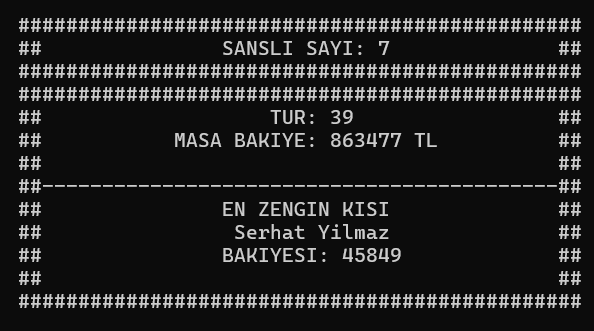 ###############################################
##               SANSLI SAYI: 7              ##
###############################################
###############################################
##                   TUR: 39                 ##
##           MASA BAKIYE: 863477 TL          ##
##                                           ##
##-------------------------------------------##
##               EN ZENGIN KISI              ##
##                Serhat Yilmaz              ##
##               BAKIYESI: 45849             ##
##                                           ##
###############################################